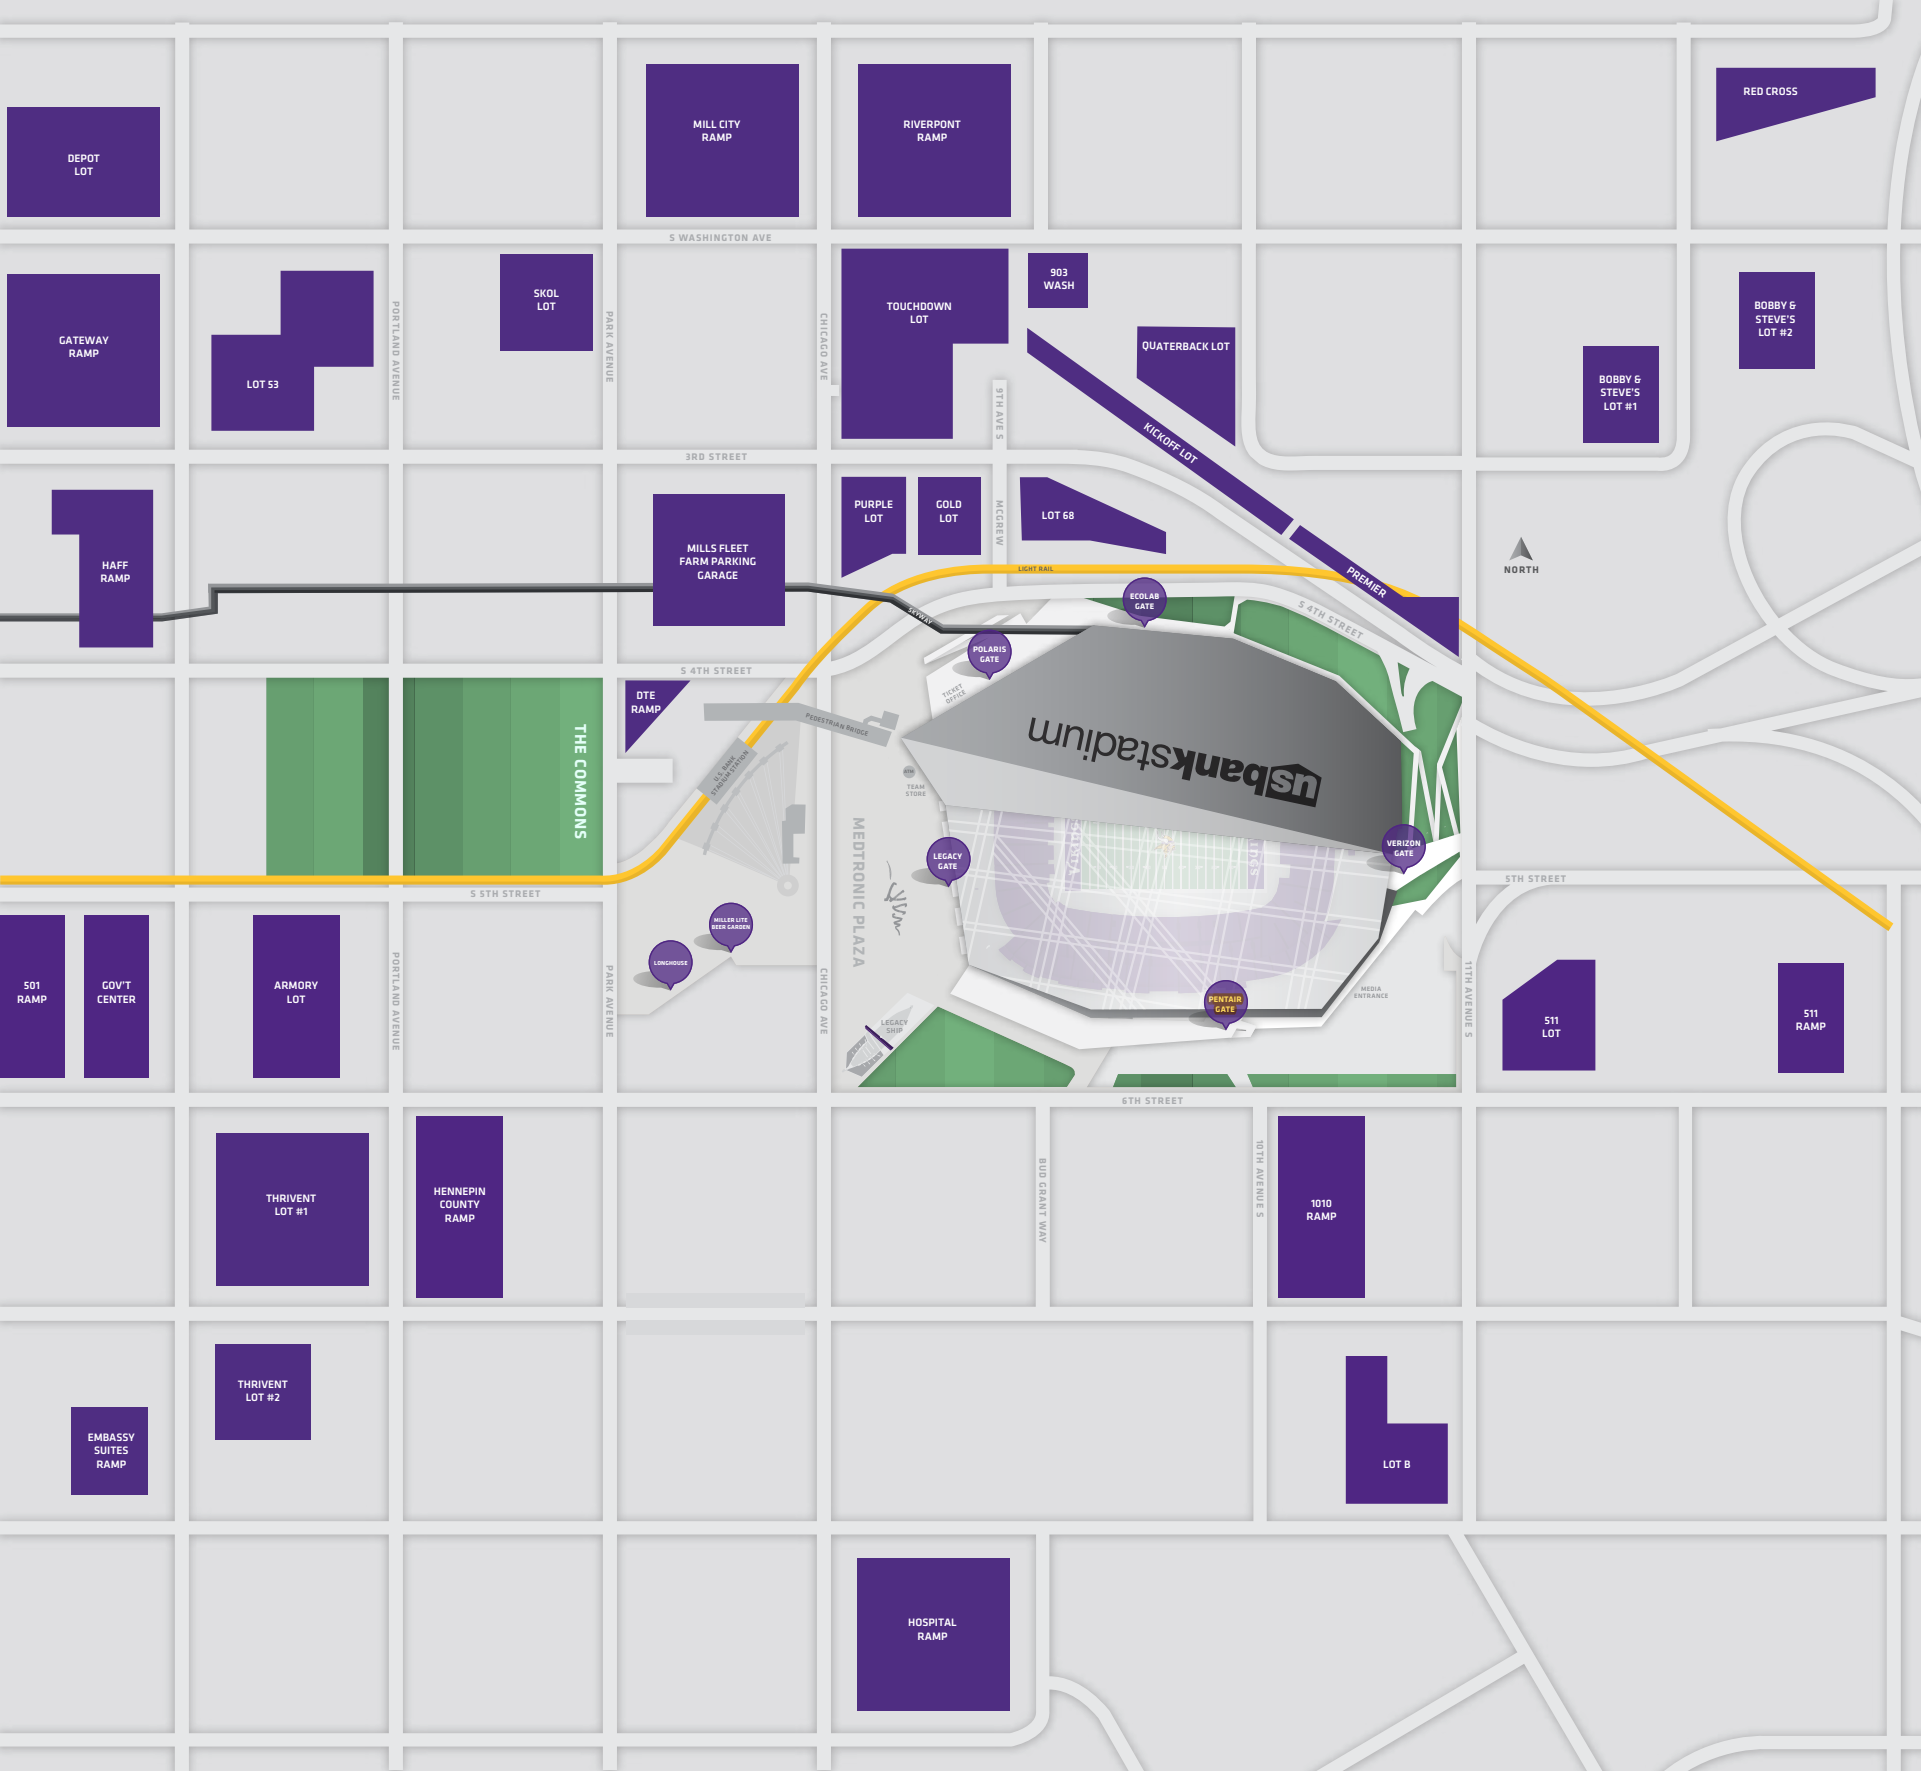 RED CROSS
MILL CITY
RAMP
RIVERPONT
RAMP
DEPOT
LOT
S WASHINGTON AVE
903
WASH
SKOL
LOT
TOUCHDOWN
LOT
BOBBY &
STEVE'S
LOT #2
GATEWAY
RAMP
LOT 53
PORTLAND AVENUE
PARK AVENUE
CHICAGO AVE
QUATERBACK LOT
BOBBY &
STEVE'S
LOT #1
9TH AVE S
KICKOFF LOT
3RD STREET
PURPLE
LOT
GOLD
LOT
MCGREW
LOT 68
HAFF
RAMP
MILLS FLEET
FARM PARKING
GARAGE
LIGHT RAIL
NORTH
PREMIER
SKYWAY
ECOLAB
GATE
S 4TH STREET
POLARIS
GATE
S 4TH STREET
TICKET
OFFICE
DTE
RAMP
PEDESTRIAN BRIDGE
THE COMMONS
U.S. BANK
STADIUM STATION
usbankstadium
TEAM
STORE
MEDTRONIC PLAZA
LEGACY
GATE
VERIZON
GATE
S 5TH STREET
5TH STREET
MILLER LITE
BEER GARDEN
LONGHOUSE
501
RAMP
GOV'T
CENTER
ARMORY
LOT
PORTLAND AVENUE
PARK AVENUE
CHICAGO AVE
PENTAIR
GATE
MEDIA
ENTRANCE
11TH AVENUE S
511
LOT
511
RAMP
LEGACY
SHIP
6TH STREET
THRIVENT
LOT #1
HENNEPIN
COUNTY
RAMP
BUD GRANT WAY
10TH AVENUE S
1010
RAMP
THRIVENT
LOT #2
EMBASSY
SUITES
RAMP
LOT B
HOSPITAL
RAMP